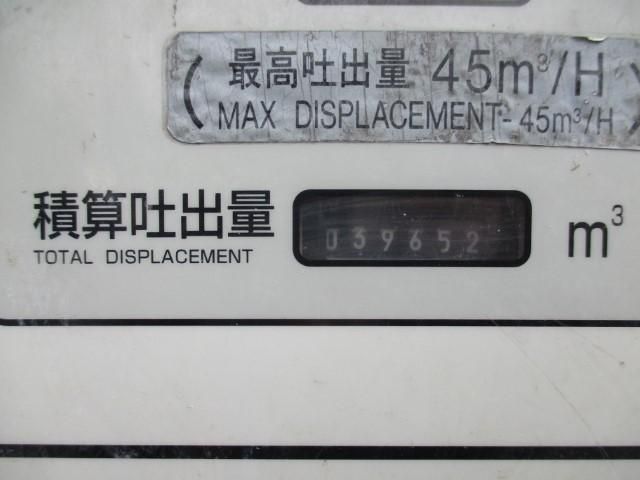 最高吐出量 45m³/H
(MAX DISPLACEMENT- 45m³/H)
積算吐出量
TOTAL DISPLACEMENT
039652 m³